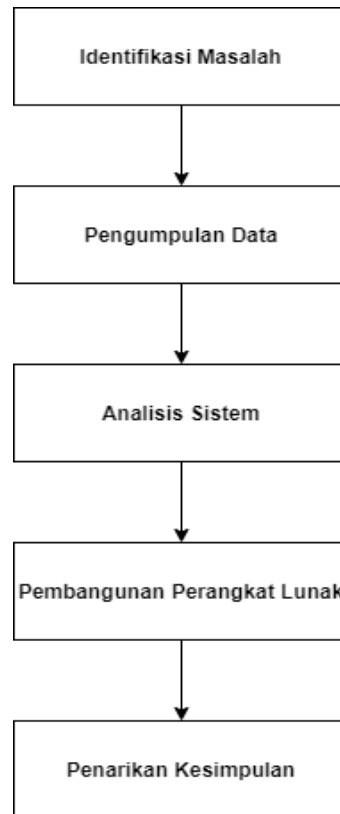 Identifikasi Masalah
Pengumpulan Data
Analisis Sistem
Pembangunan Perangkat Lunak
Penarikan Kesimpulan